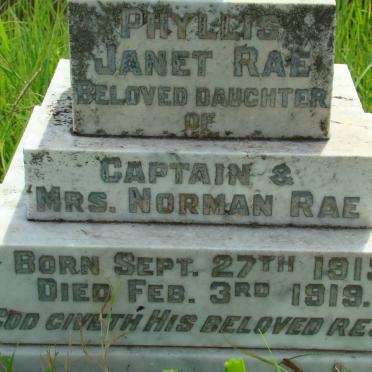 PHYLLIS
JANET RAE
BELOVED DAUGHTER
OF
CAPTAIN &
MRS. NORMAN RAE
BORN SEPT. 27TH
DIED FEB. 3RD 1919.
GOD GIVETH HIS BELOVED